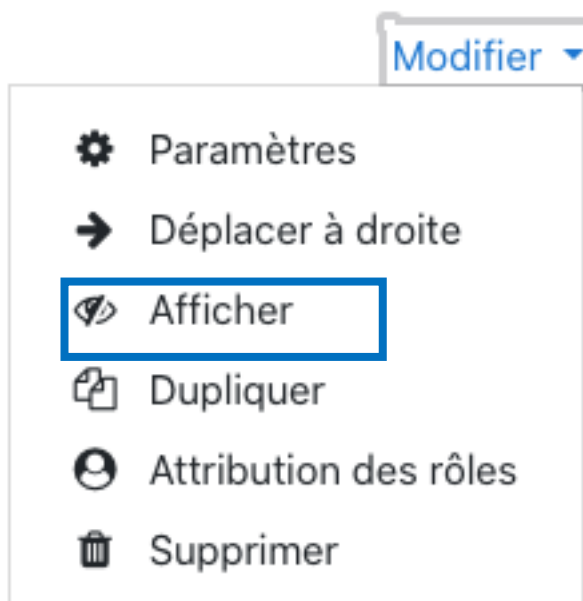 Modifier
Paramètres
Déplacer à droite
Afficher
Dupliquer
Attribution des rôles
Supprimer